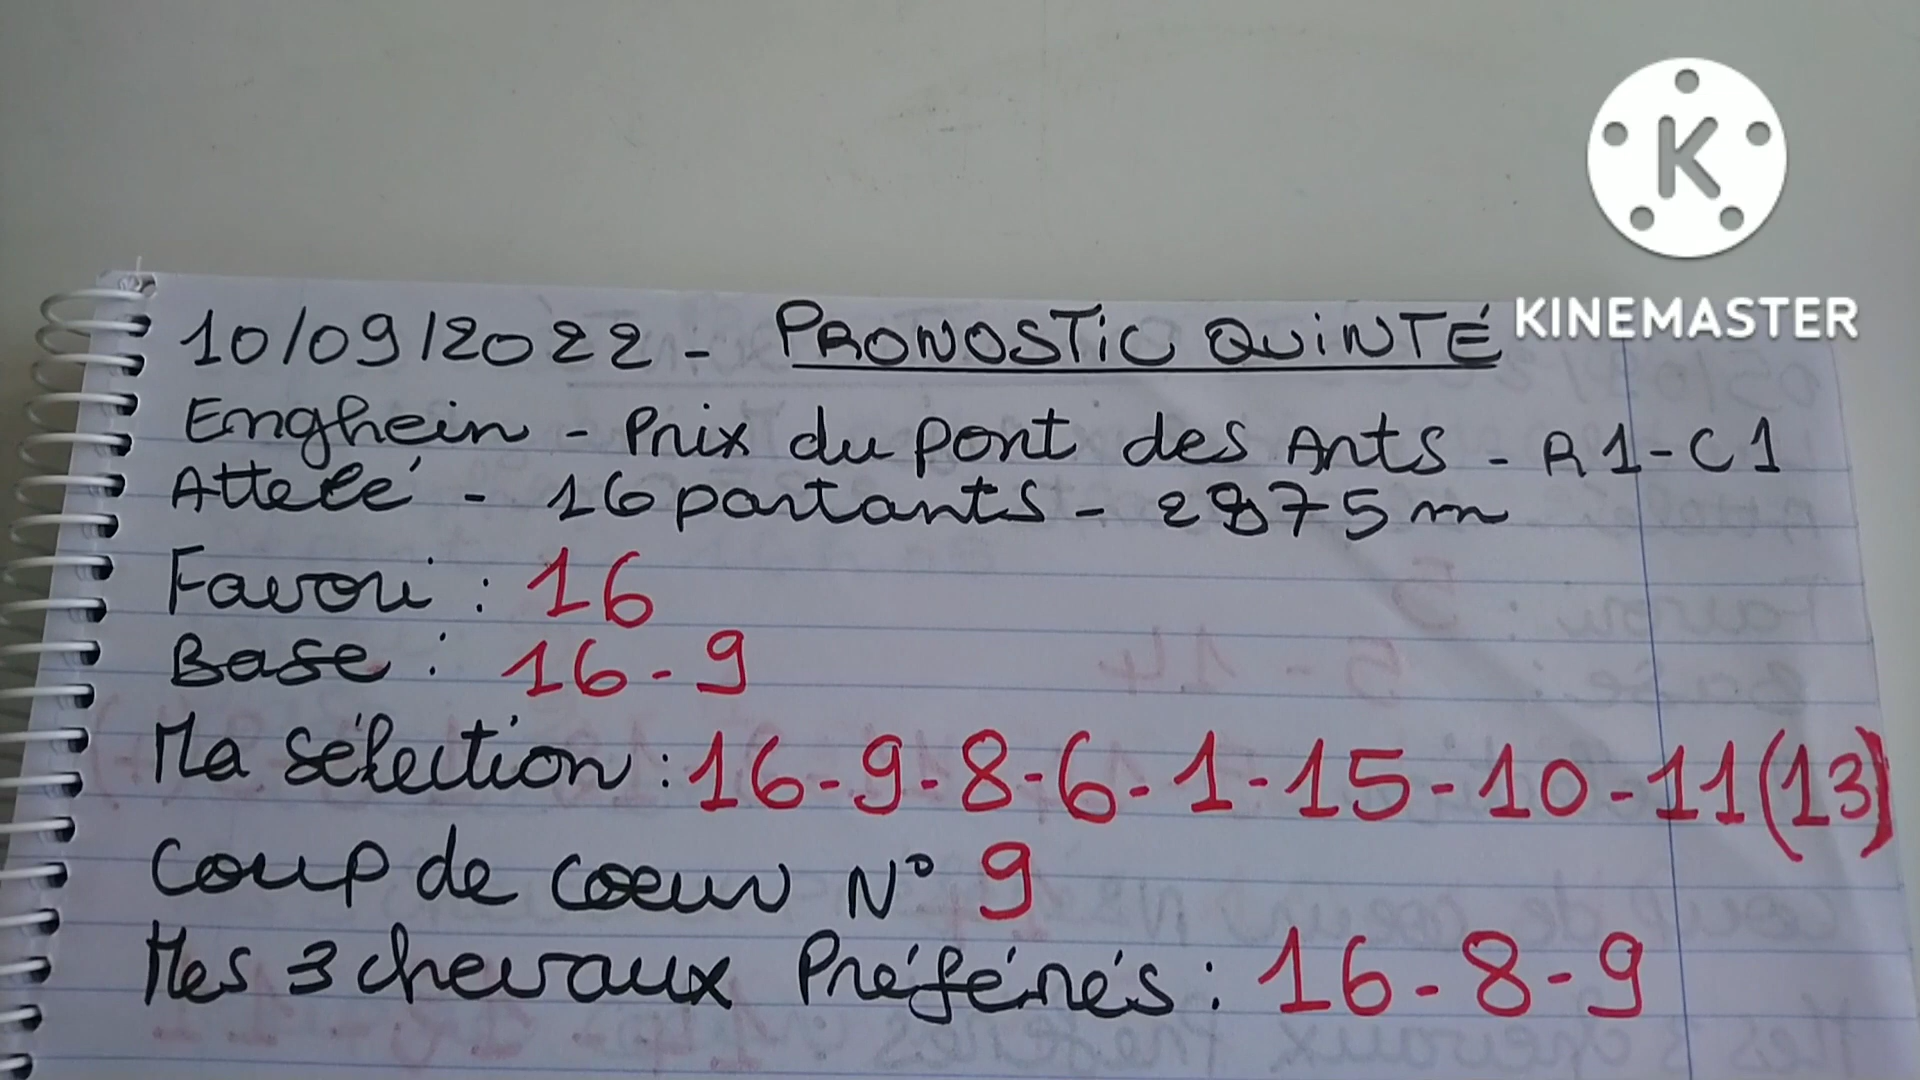 KINEMASTER
10/09/2022 - PRONOSTIC QUINTÉ
Enghein - Prix du pont des Arts - R1-C1
Attelé - 16 partants - 2875m
Favori : 16
Base : 16 - 9
Ma sélection : 16-9-8-6-1-15-10-11(13)
Coup de coeur N° 9
Mes 3 chevaux Préférés : 16-8-9